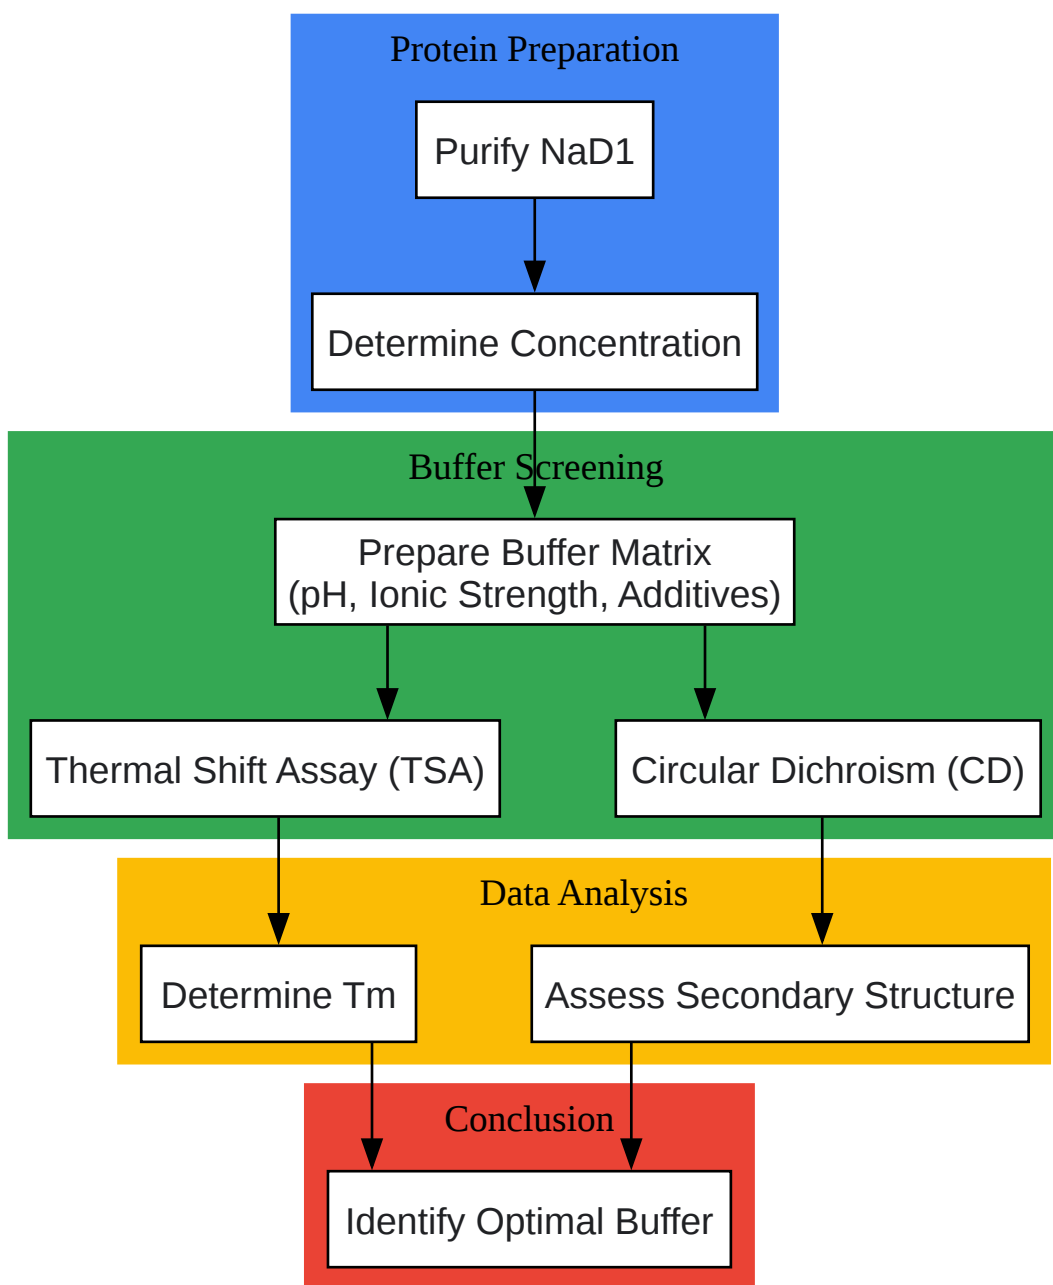 Protein Preparation
Purify NaD1
Determine Concentration
Buffer Screening
Prepare Buffer Matrix
(pH, Ionic Strength, Additives)
Thermal Shift Assay (TSA)
Circular Dichroism (CD)
Data Analysis
Determine Tm
Assess Secondary Structure
Conclusion
Identify Optimal Buffer